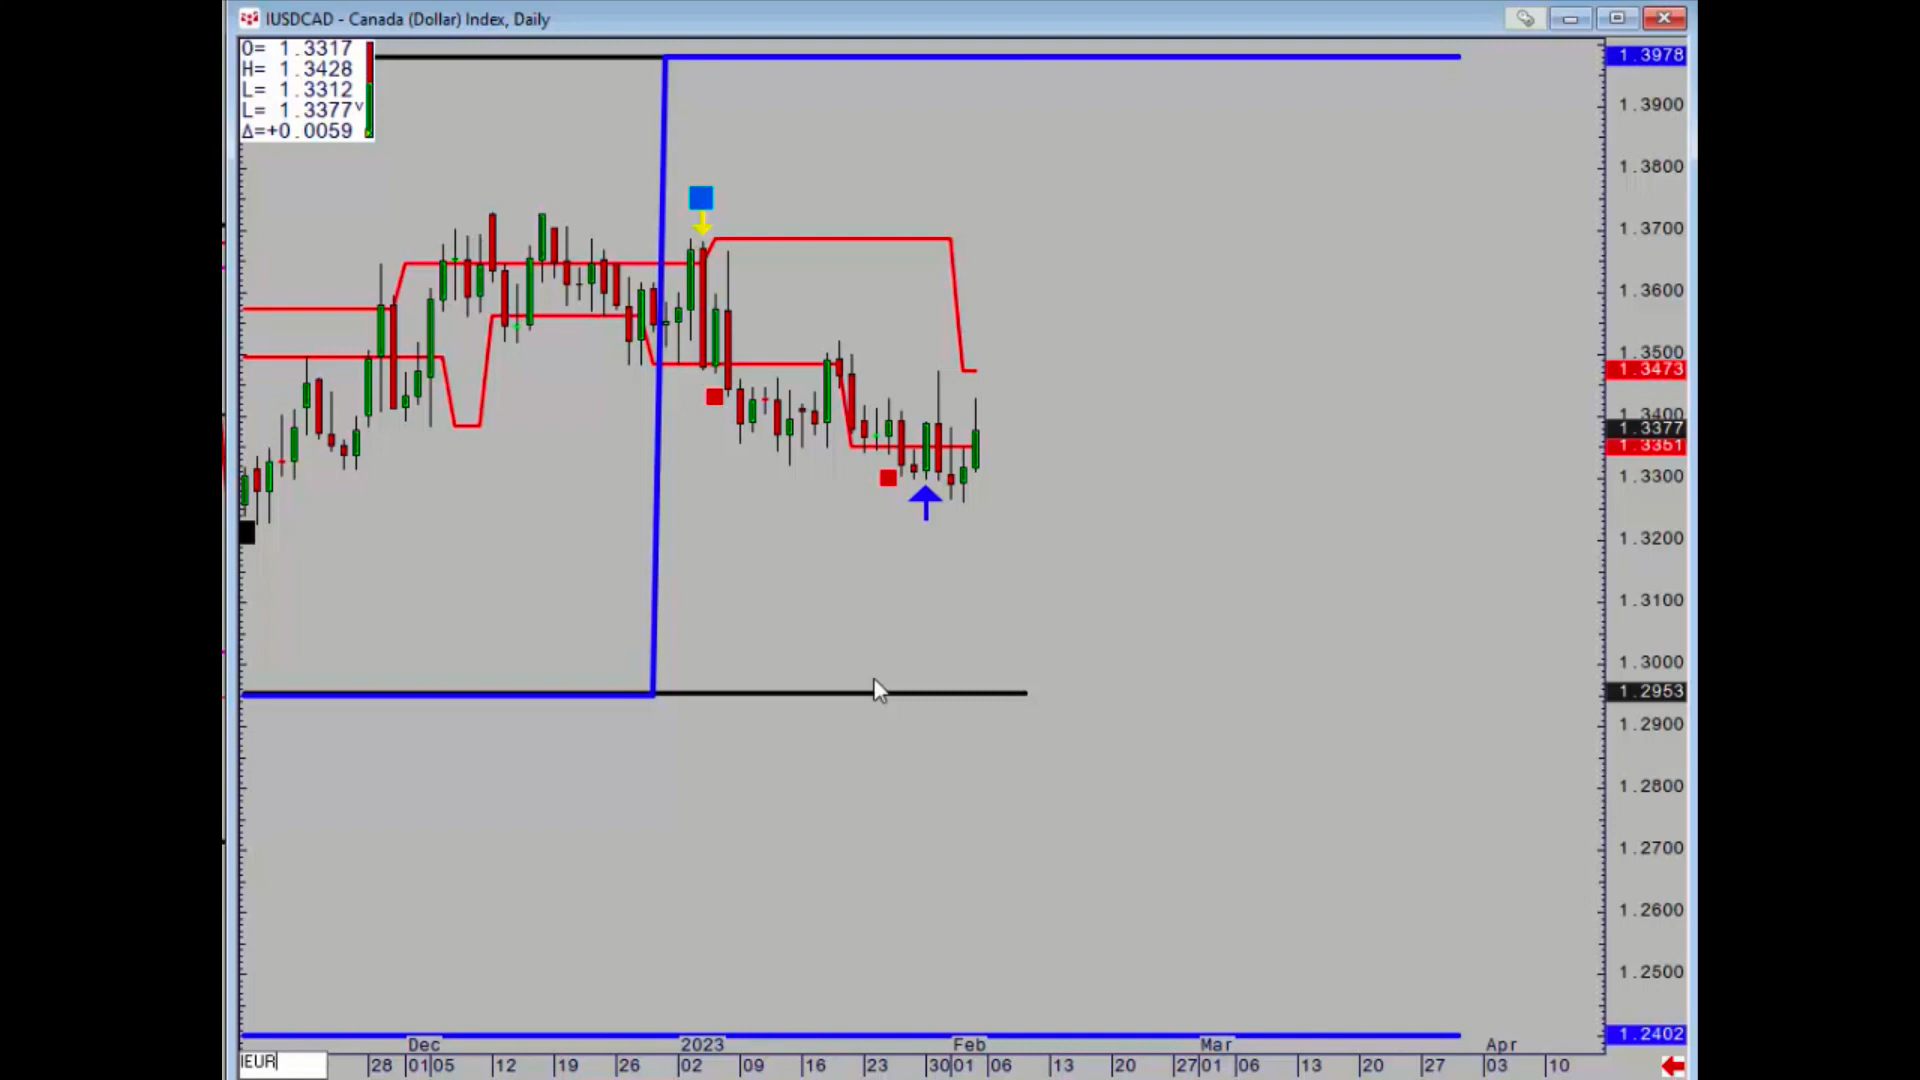 IUSDCAD - Canada (Dollar) Index, Daily
O= 1.3317
H= 1.3428
L= 1.3312
L= 1.3377v
Δ=+0.0059
1.3978
1.3900
1.3800
1.3700
1.3600
1.3500
1.3473
1.3400
1.3377
1.3351
1.3300
1.3200
1.3100
1.3000
1.2953
1.2900
1.2800
1.2700
1.2600
1.2500
1.2402
Dec 2023 Feb Mar Apr
IEUR 28 01 05 12 19 26 02 09 16 23 30 01 06 13 20 27 01 06 13 20 27 03 10